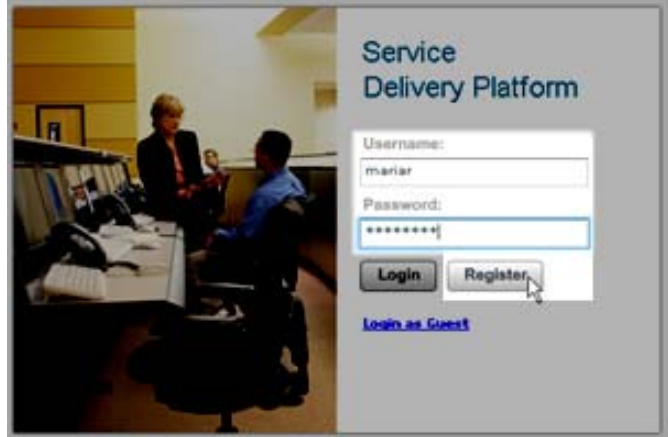 Service
Delivery Platform
Username:
mariar
Password:
********
Login Register
Login as Guest